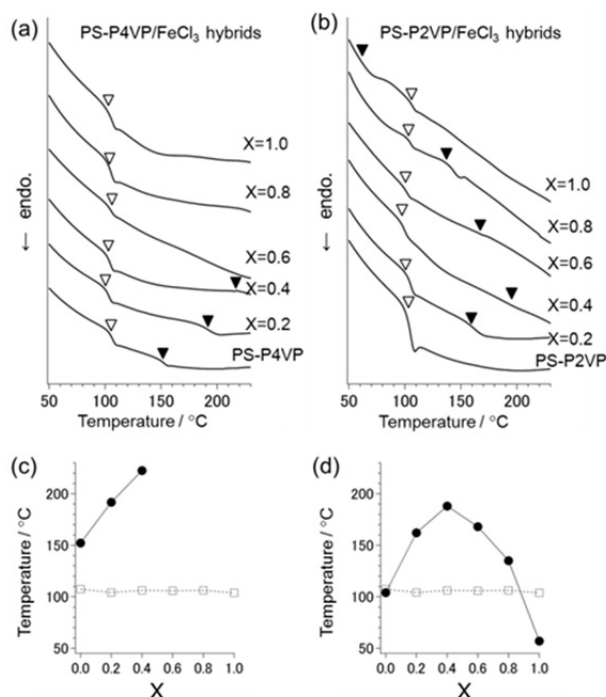 (a) PS-P4VP/FeCl₃ hybrids
X=1.0
X=0.8
X=0.6
X=0.4
X=0.2
PS-P4VP
← endo.
50 100 150 200
Temperature / °C
(b) PS-P2VP/FeCl₃ hybrids
X=1.0
X=0.8
X=0.6
X=0.4
X=0.2
PS-P2VP
← endo.
50 100 150 200
Temperature / °C
(c)
Temperature / °C
200
150
100
50
0.0 0.2 0.4 0.6 0.8 1.0
X
(d)
Temperature / °C
200
150
100
50
0.0 0.2 0.4 0.6 0.8 1.0
X